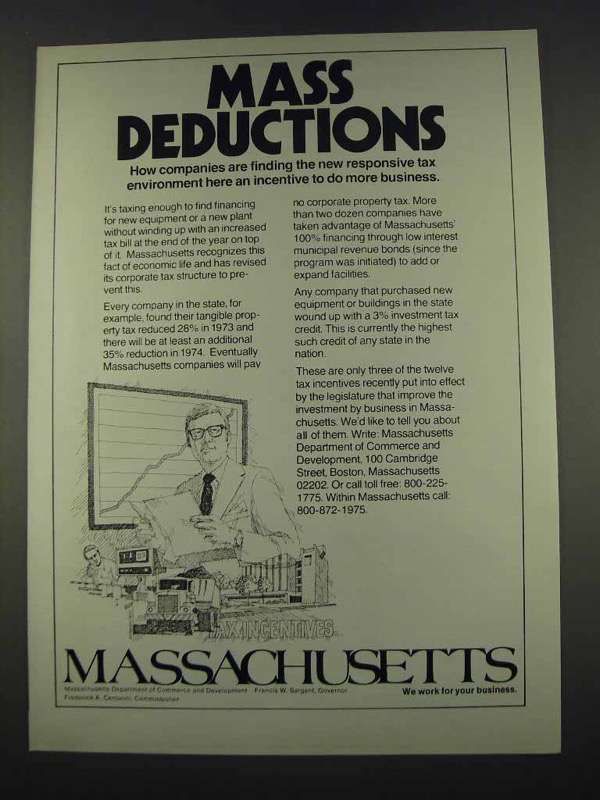 MASS
DEDUCTIONS
How companies are finding the new responsive tax
environment here an incentive to do more business.
It's taxing enough to find financing
for new equipment or a new plant
without winding up with an increased
tax bill at the end of the year on top
of it. Massachusetts recognizes this
fact of economic life and has revised
its corporate tax structure to pre-
vent this.
Every company in the state, for
example, found their tangible prop-
erty tax reduced 28% in 1973 and
there will be at least an additional
35% reduction in 1974. Eventually
Massachusetts companies will pay
no corporate property tax. More
than two dozen companies have
taken advantage of Massachusetts'
100% financing through low interest
municipal revenue bonds (since the
program was initiated) to add or
expand facilities.
Any company that purchased new
equipment or buildings in the state
wound up with a 3% investment tax
credit. This is currently the highest
such credit of any state in the
nation.
These are only three of the twelve
tax incentives recently put into effect
by the legislature that improve the
investment by business in Massa-
chusetts. We'd like to tell you about
all of them. Write: Massachusetts
Department of Commerce and
Development, 100 Cambridge
Street, Boston, Massachusetts
02202. Or call toll free: 800-225-
1775. Within Massachusetts call:
800-872-1975.
TAX INCENTIVES
MASSACHUSETTS
Massachusetts Department of Commerce and Development Francis W. Sargent, Governor
Frederick A. Commissioner
We work for your business.